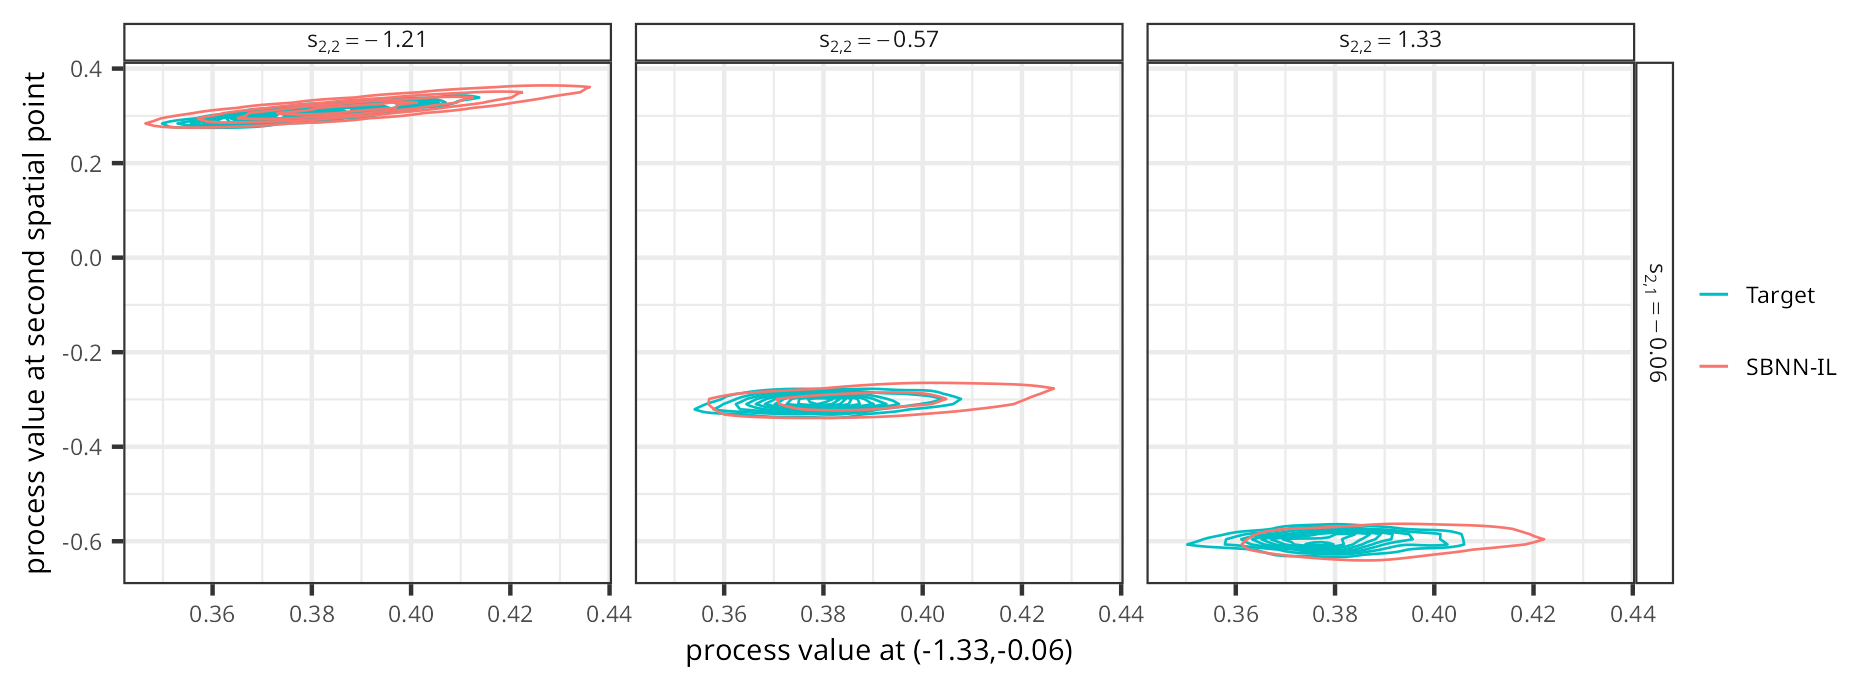 s2,2 = − 1.21
s2,2 = − 0.57
s2,2 = 1.33
process value at second spatial point
0.4
0.2
0.0
-0.2
-0.4
-0.6
s2,1 = − 0.06
Target
SBNN-IL
0.36 0.38 0.40 0.42 0.44
0.36 0.38 0.40 0.42 0.44
0.36 0.38 0.40 0.42 0.44
process value at (-1.33,-0.06)